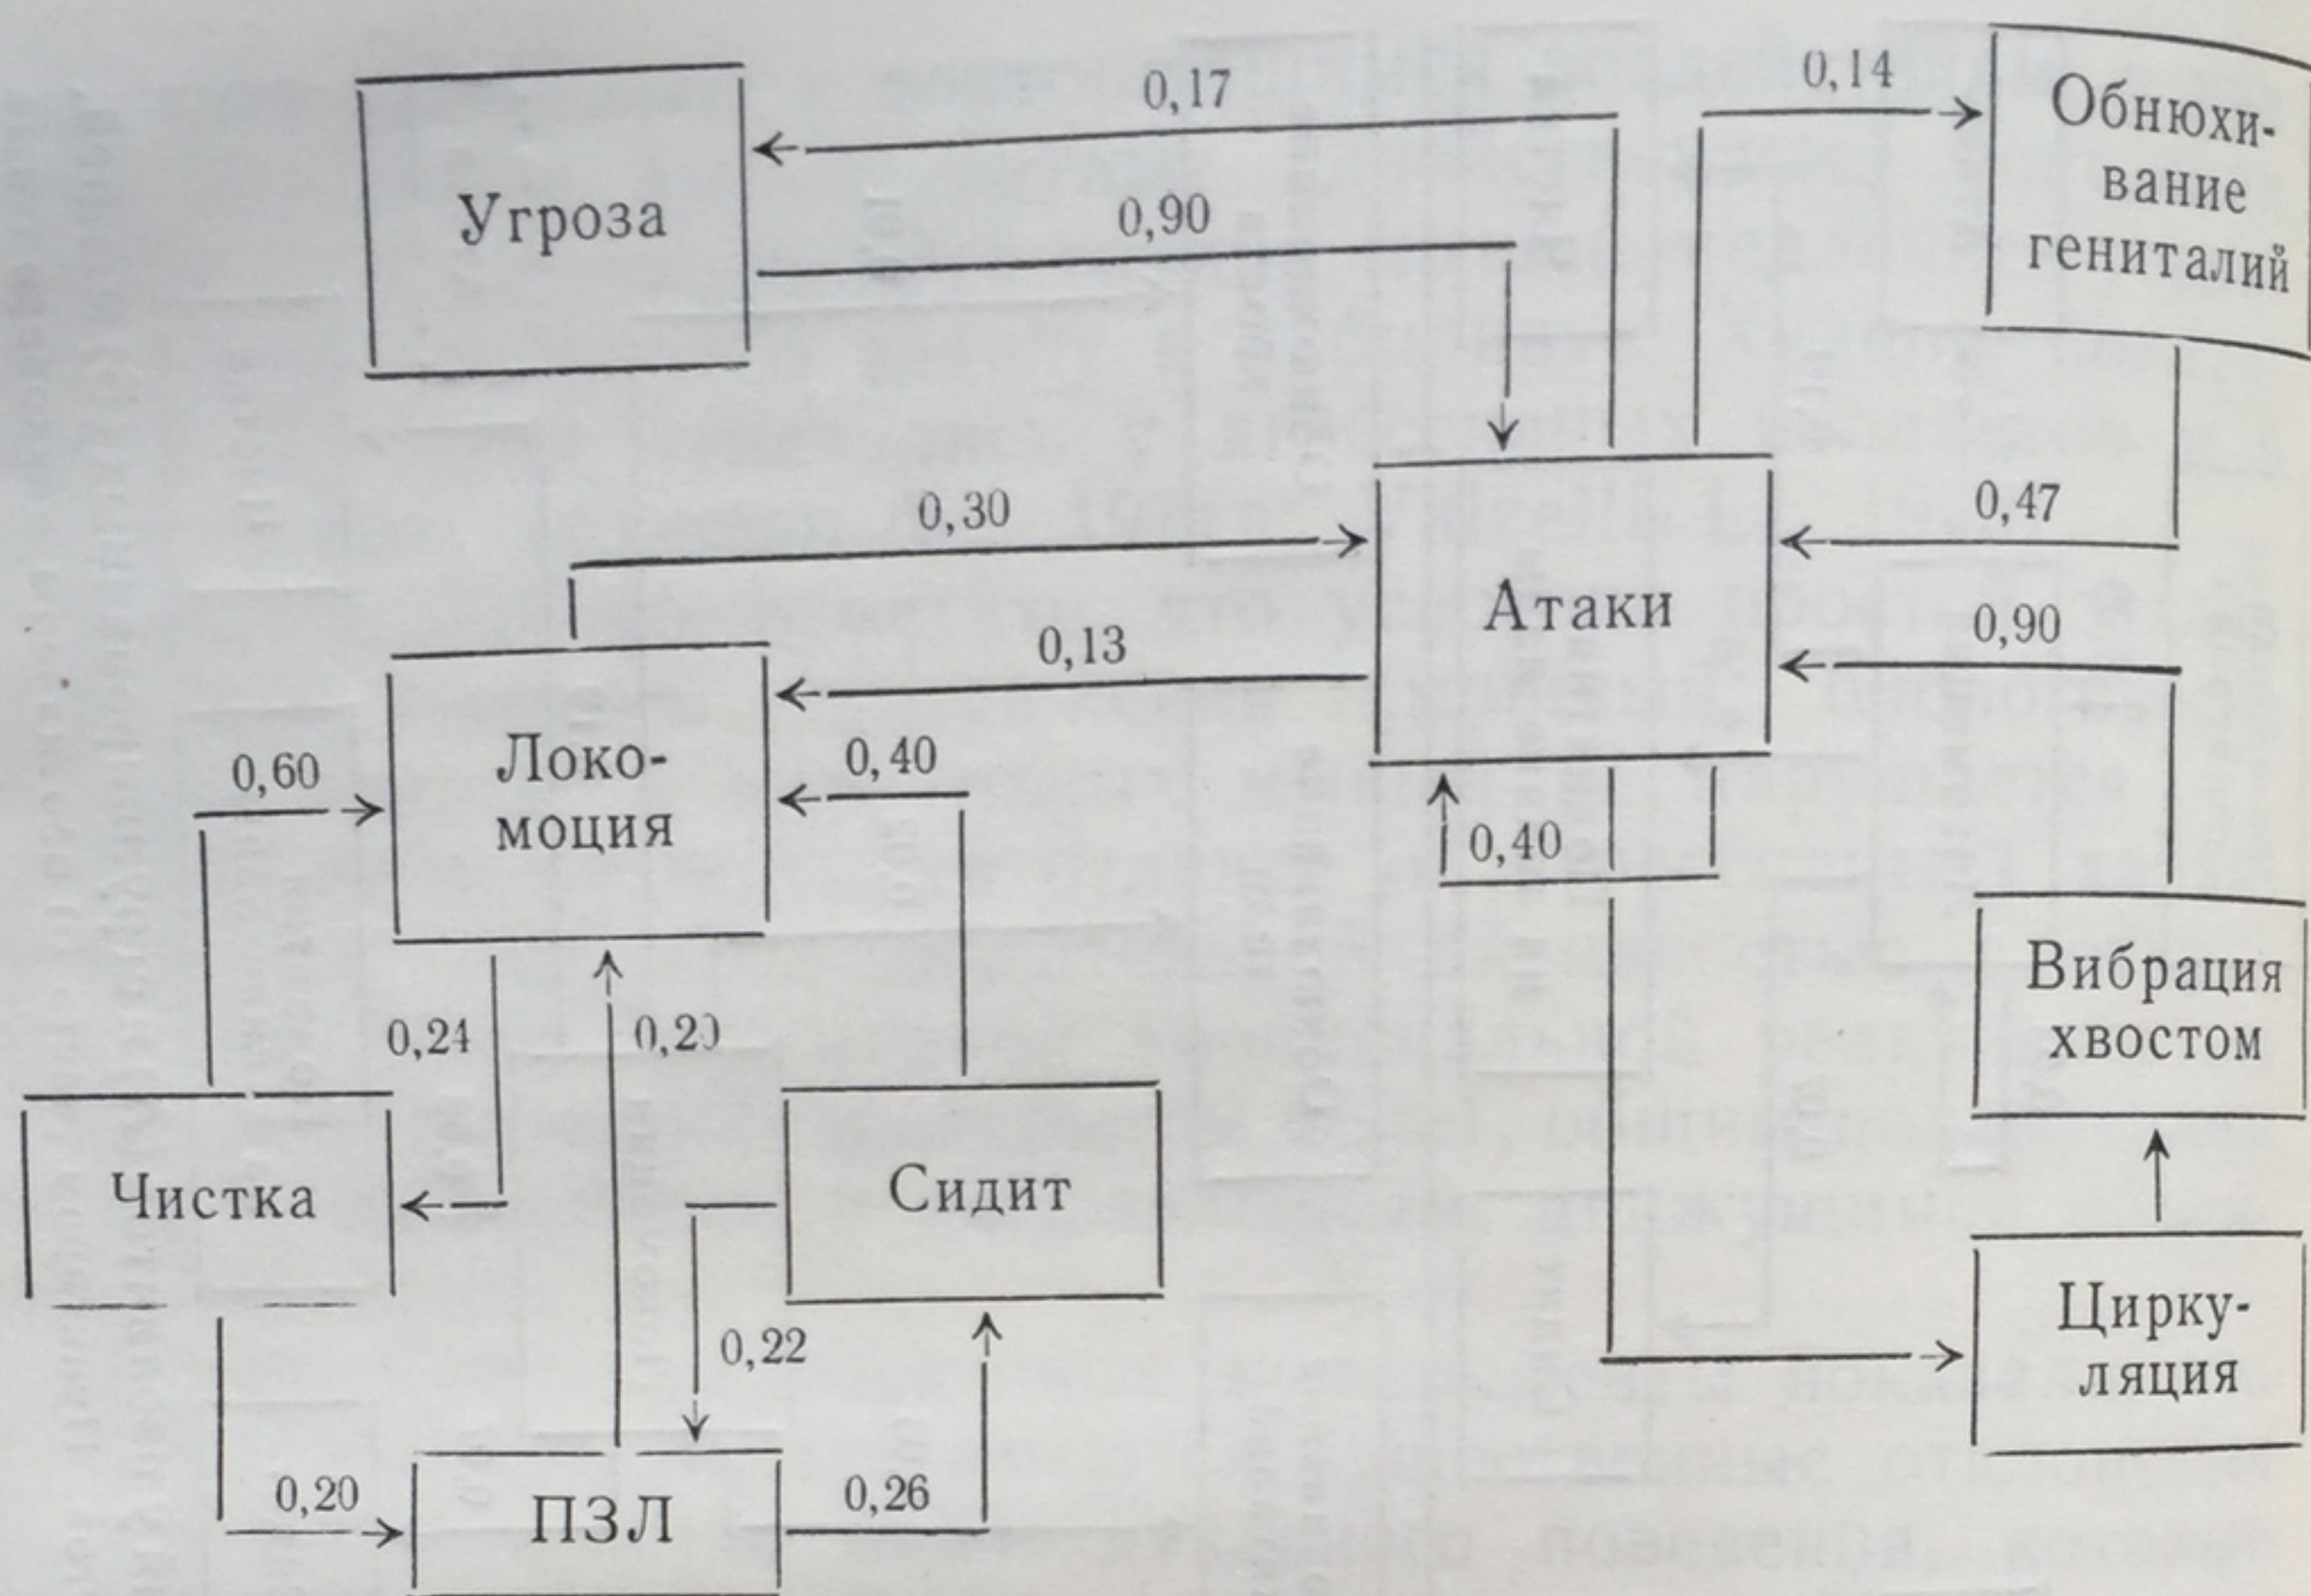 0,17
0,14
Обнюхи-
вание
гениталий
Угроза
0,90
0,30
0,47
Атаки
0,13
0,90
Локо-
моция
0,60
0,40
0,40
Вибрация
хвостом
0,24
Чистка
Сидит
0,22
Цирку-
ляция
0,20
ПЗЛ
0,26